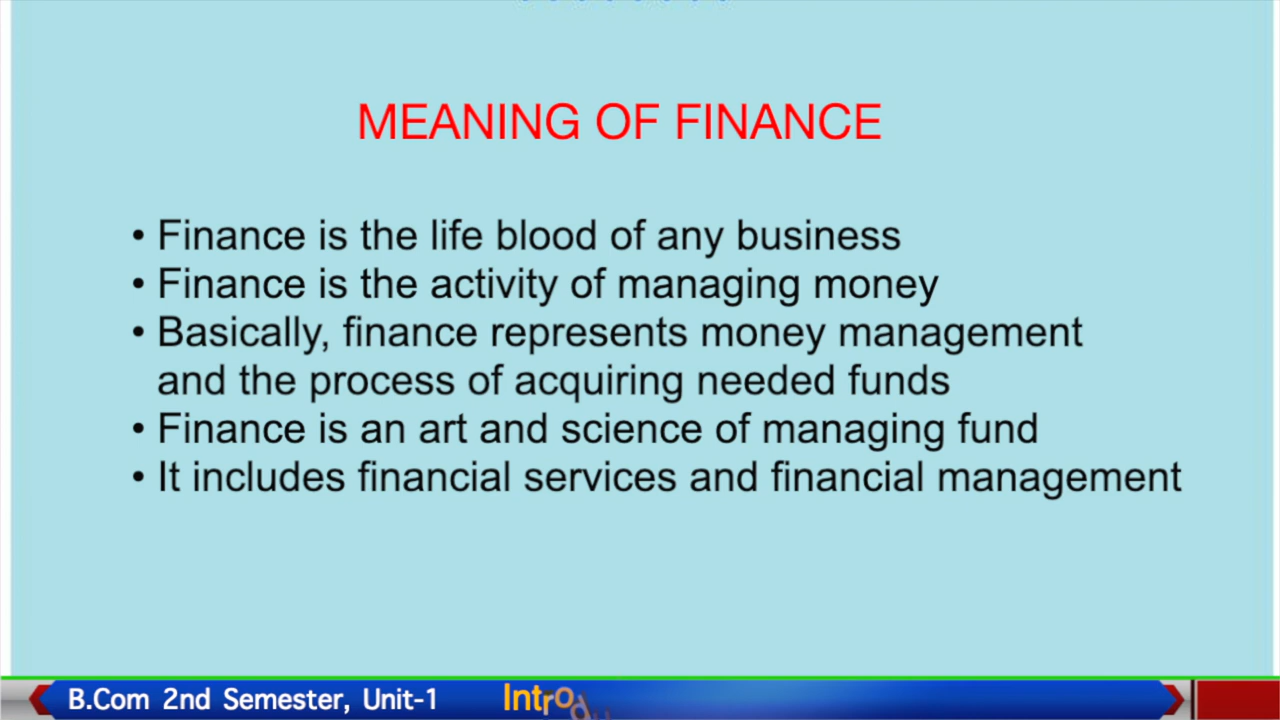 MEANING OF FINANCE
• Finance is the life blood of any business
• Finance is the activity of managing money
• Basically, finance represents money management
and the process of acquiring needed funds
• Finance is an art and science of managing fund
• It includes financial services and financial management
B.Com 2nd Semester, Unit-1